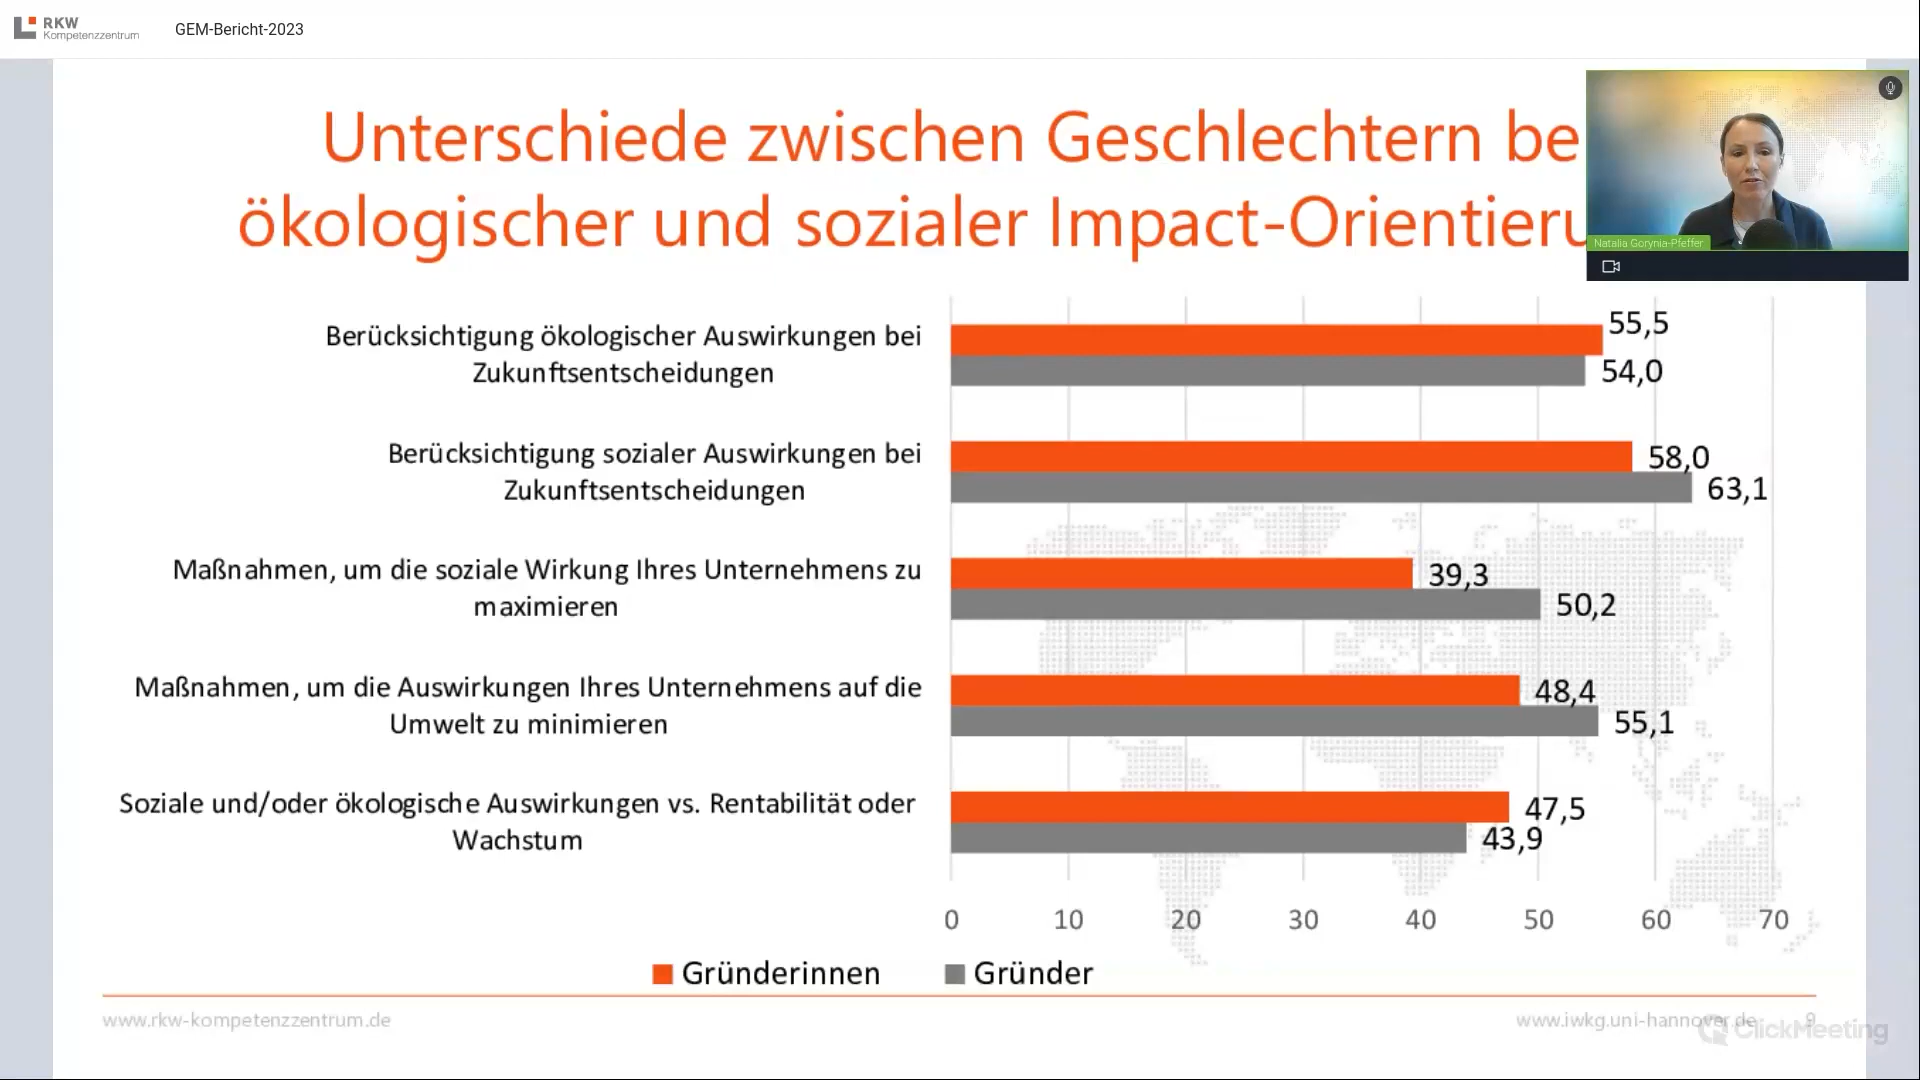 RKW
Kompetenzzentrum
GEM-Bericht-2023
Unterschiede zwischen Geschlechtern be
ökologischer und sozialer Impact-Orientieru
Natalia Gorynia-Pfeffer
Berücksichtigung ökologischer Auswirkungen bei
Zukunftsentscheidungen
55,5
54,0
Berücksichtigung sozialer Auswirkungen bei
Zukunftsentscheidungen
58,0
63,1
Maßnahmen, um die soziale Wirkung Ihres Unternehmens zu
maximieren
39,3
50,2
Maßnahmen, um die Auswirkungen Ihres Unternehmens auf die
Umwelt zu minimieren
48,4
55,1
Soziale und/oder ökologische Auswirkungen vs. Rentabilität oder
Wachstum
47,5
43,9
0 10 20 30 40 50 60 70
Gründerinnen Gründer
www.rkw-kompetenzzentrum.de
www.iwkg.uni-hannover.de 9
ClickMeeting